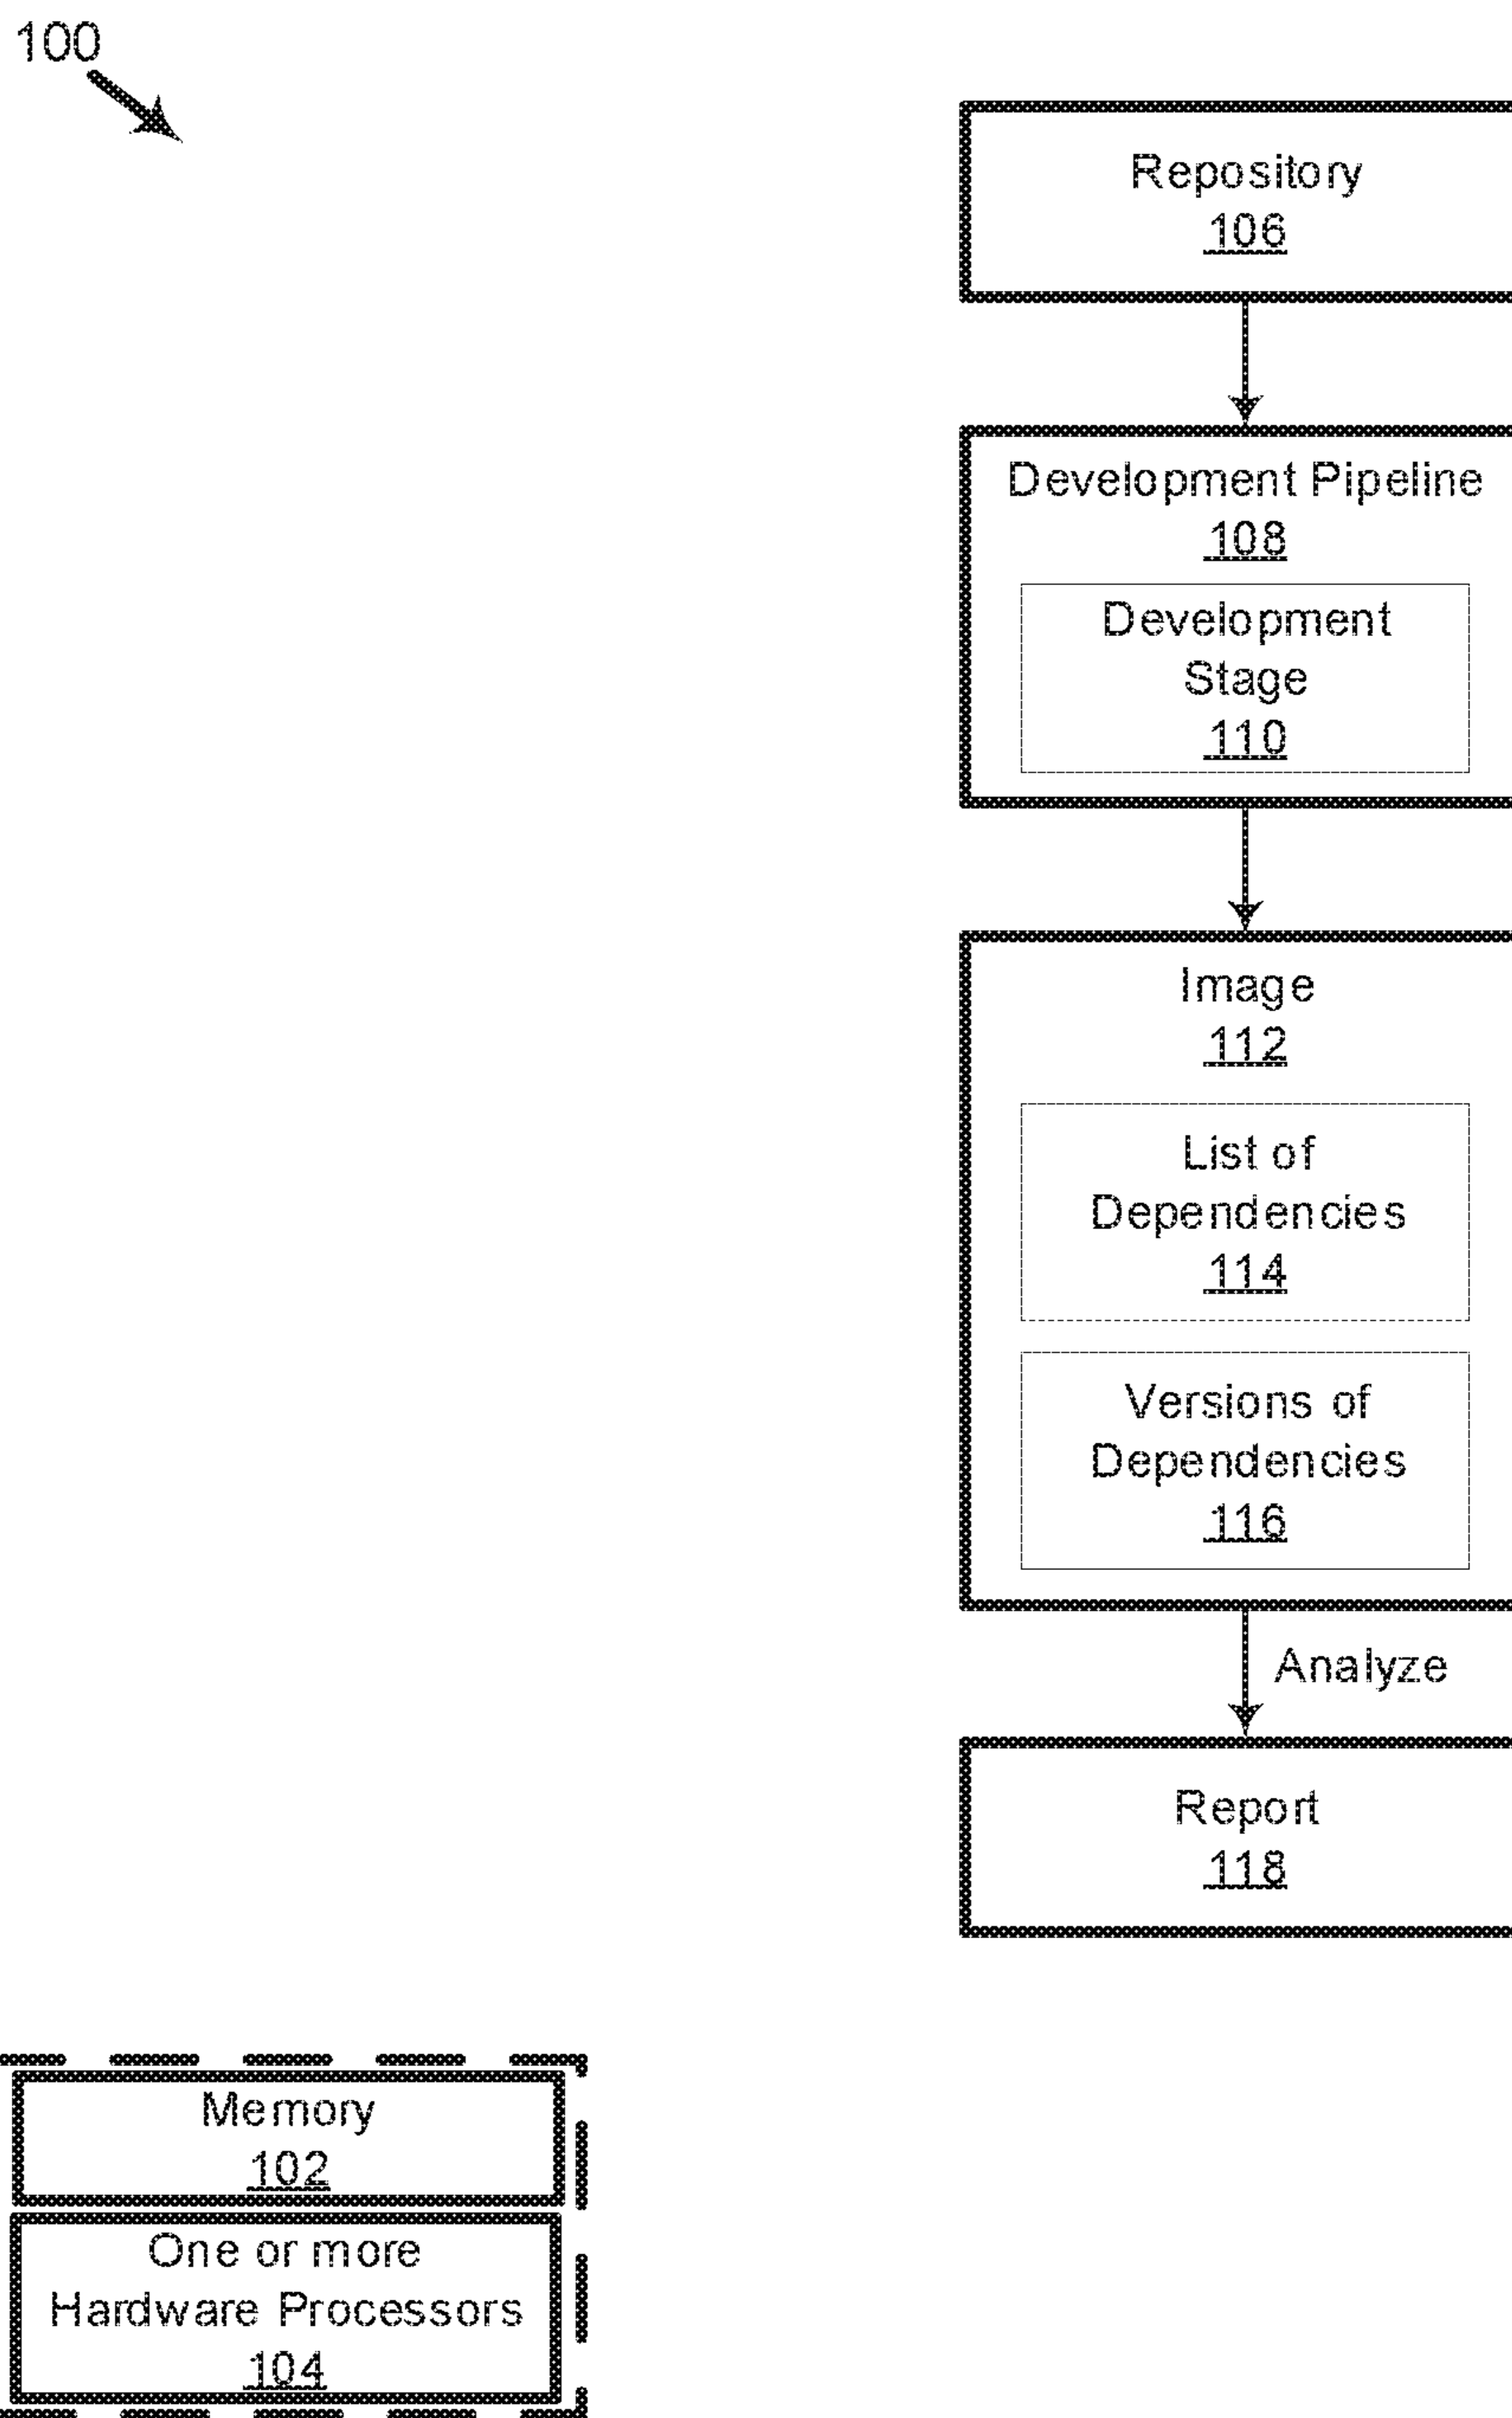 100
Repository
106
Development Pipeline
108
Development
Stage
110
Image
112
List of
Dependencies
114
Versions of
Dependencies
116
Analyze
Report
118
Memory
102
One or more
Hardware Processors
104